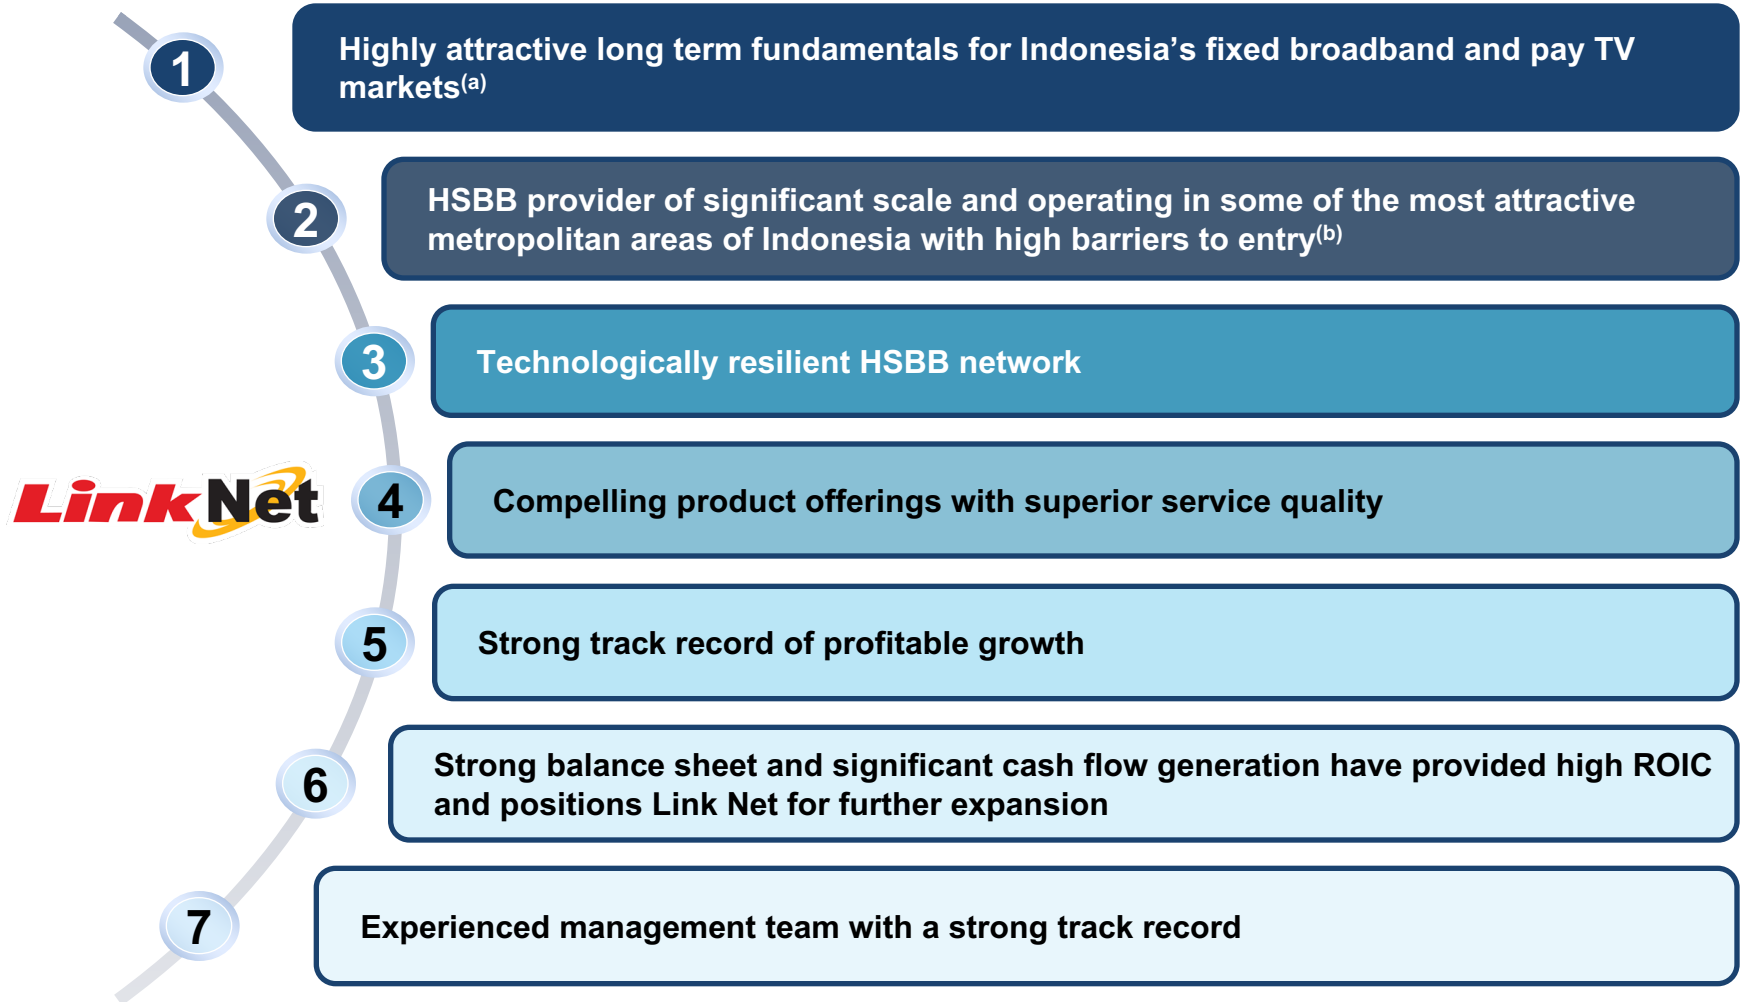 1
Highly attractive long term fundamentals for Indonesia’s fixed broadband and pay TV
markets(a)
2
HSBB provider of significant scale and operating in some of the most attractive
metropolitan areas of Indonesia with high barriers to entry(b)
3
Technologically resilient HSBB network
LinkNet
4
Compelling product offerings with superior service quality
5
Strong track record of profitable growth
6
Strong balance sheet and significant cash flow generation have provided high ROIC
and positions Link Net for further expansion
7
Experienced management team with a strong track record